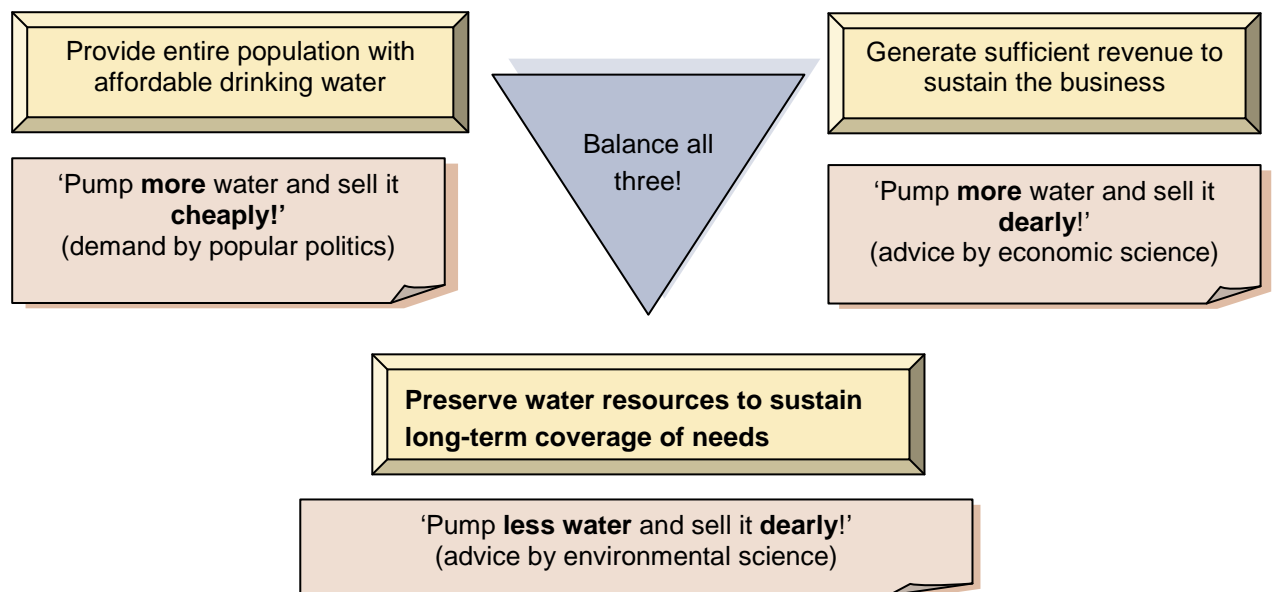 Provide entire population with
affordable drinking water
‘Pump more water and sell it
cheaply!’
(demand by popular politics)
Balance all
three!
Generate sufficient revenue to
sustain the business
‘Pump more water and sell it
dearly!’
(advice by economic science)
Preserve water resources to sustain
long-term coverage of needs
‘Pump less water and sell it dearly!’
(advice by environmental science)